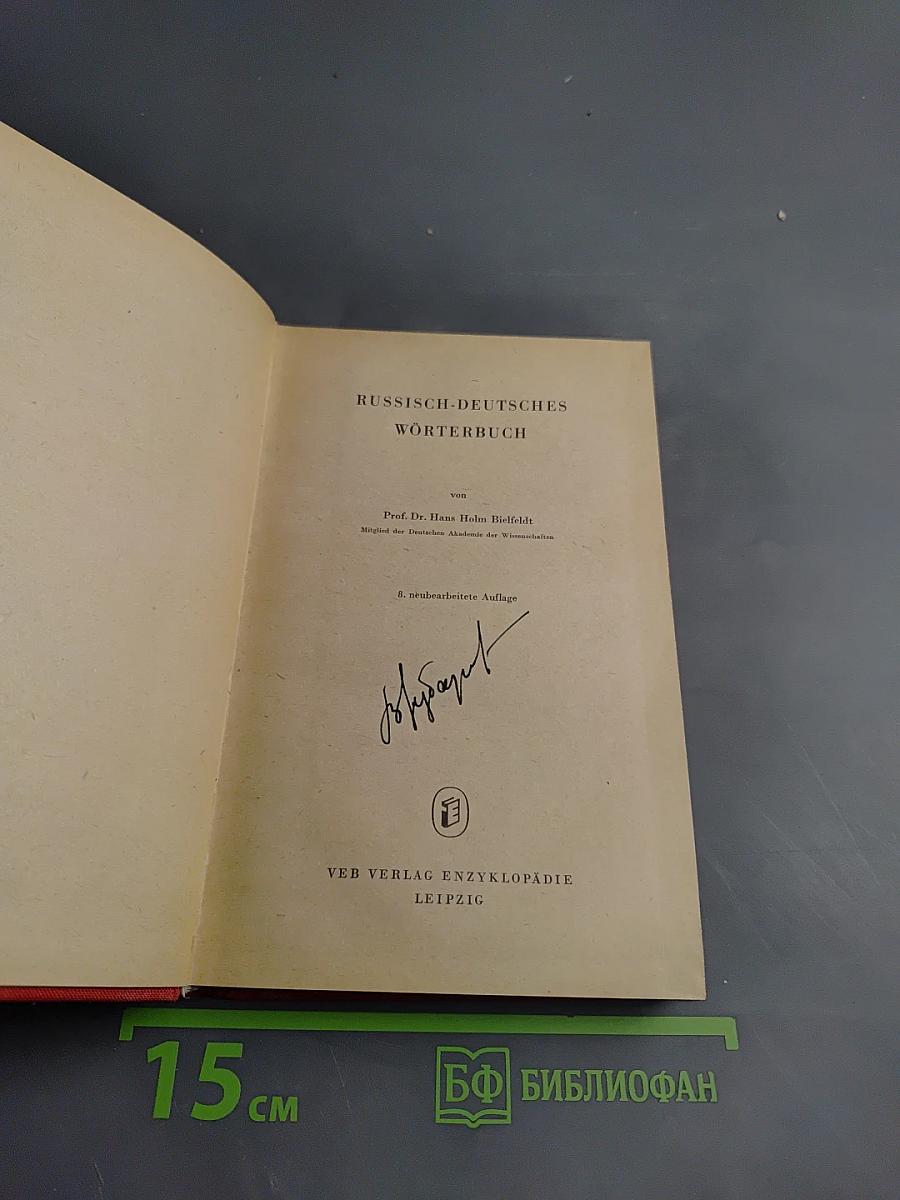 RUSSISCH-DEUTSCHES
WÖRTERBUCH
von
Prof. Dr. Hans Holm Bielfeldt
Mitglied der Deutschen Akademie der Wissenschaften
8. neubearbeitete Auflage
VEB VERLAG ENZYKLOPÄDIE
LEIPZIG
15 см
БФ БИБЛИОФАН